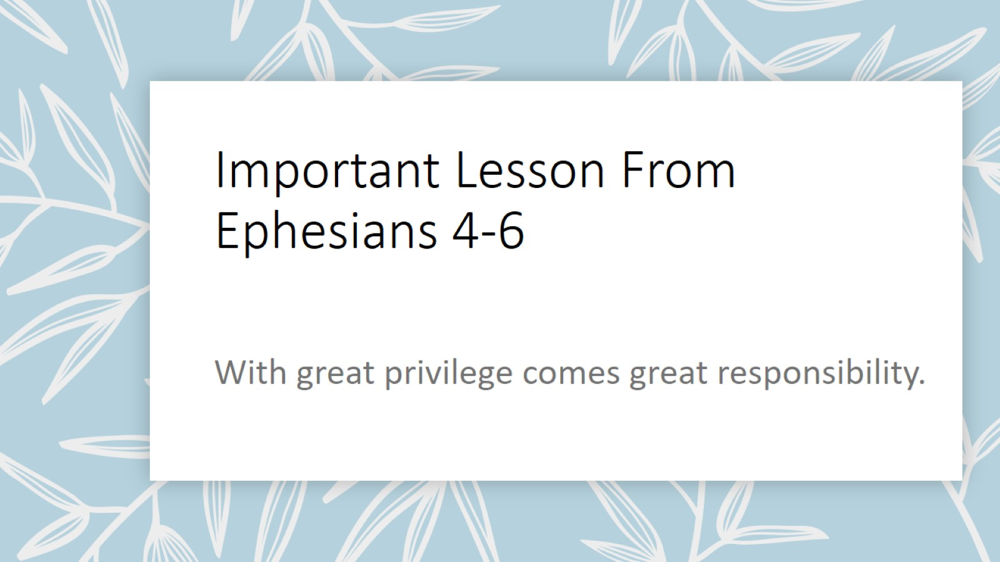 Important Lesson From
Ephesians 4-6
With great privilege comes great responsibility.